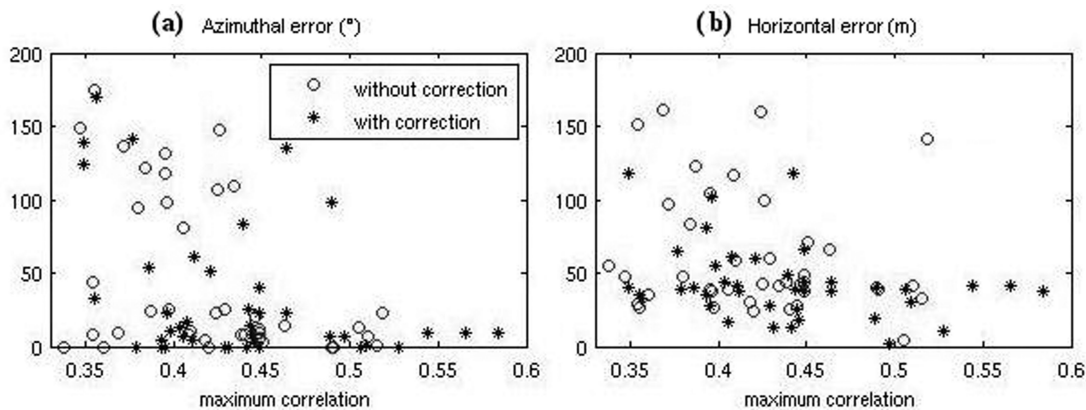 (a) Azimuthal error (°)
200
150
100
50
0
0.35 0.4 0.45 0.5 0.55 0.6
maximum correlation
without correction
with correction
(b) Horizontal error (m)
200
150
100
50
0
0.35 0.4 0.45 0.5 0.55 0.6
maximum correlation